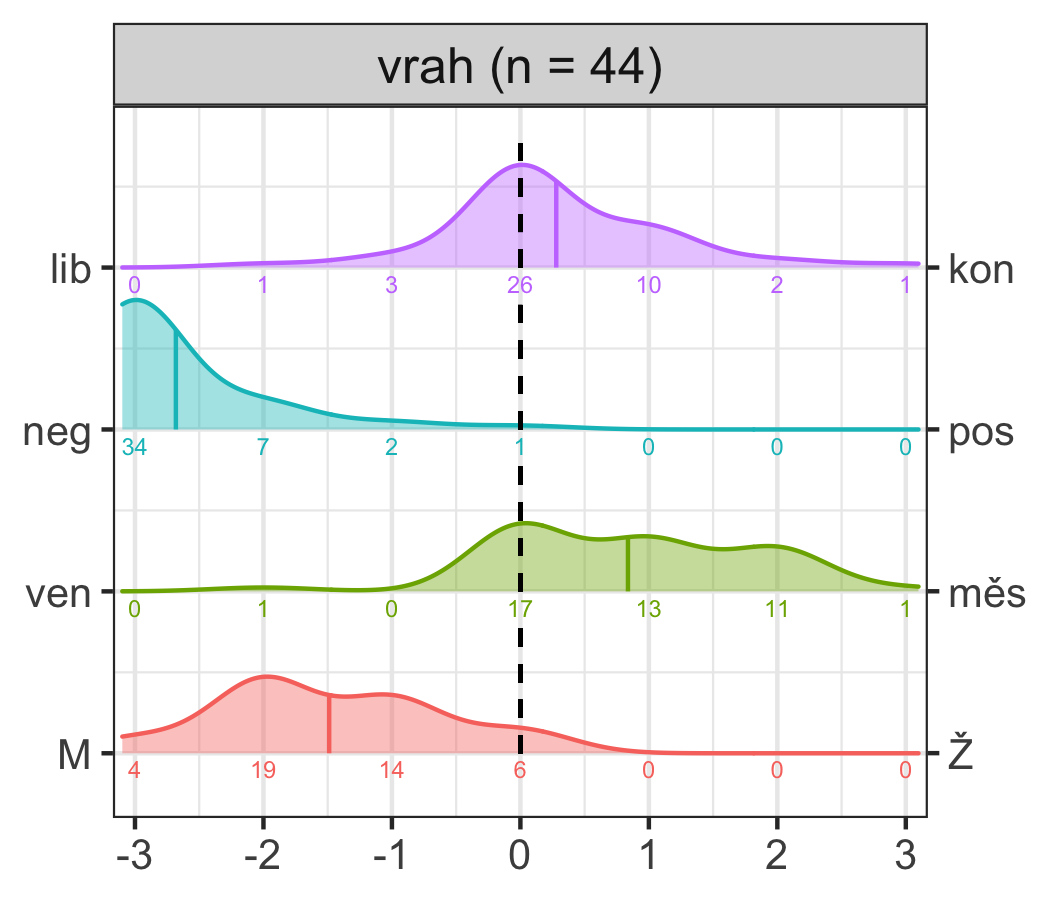 vrah (n = 44)
lib kon
0 1 3 26 10 2 1
neg pos
34 7 2 1 0 0 0
ven měs
0 1 0 17 13 11 1
M Ž
4 19 14 6 0 0 0
-3 -2 -1 0 1 2 3